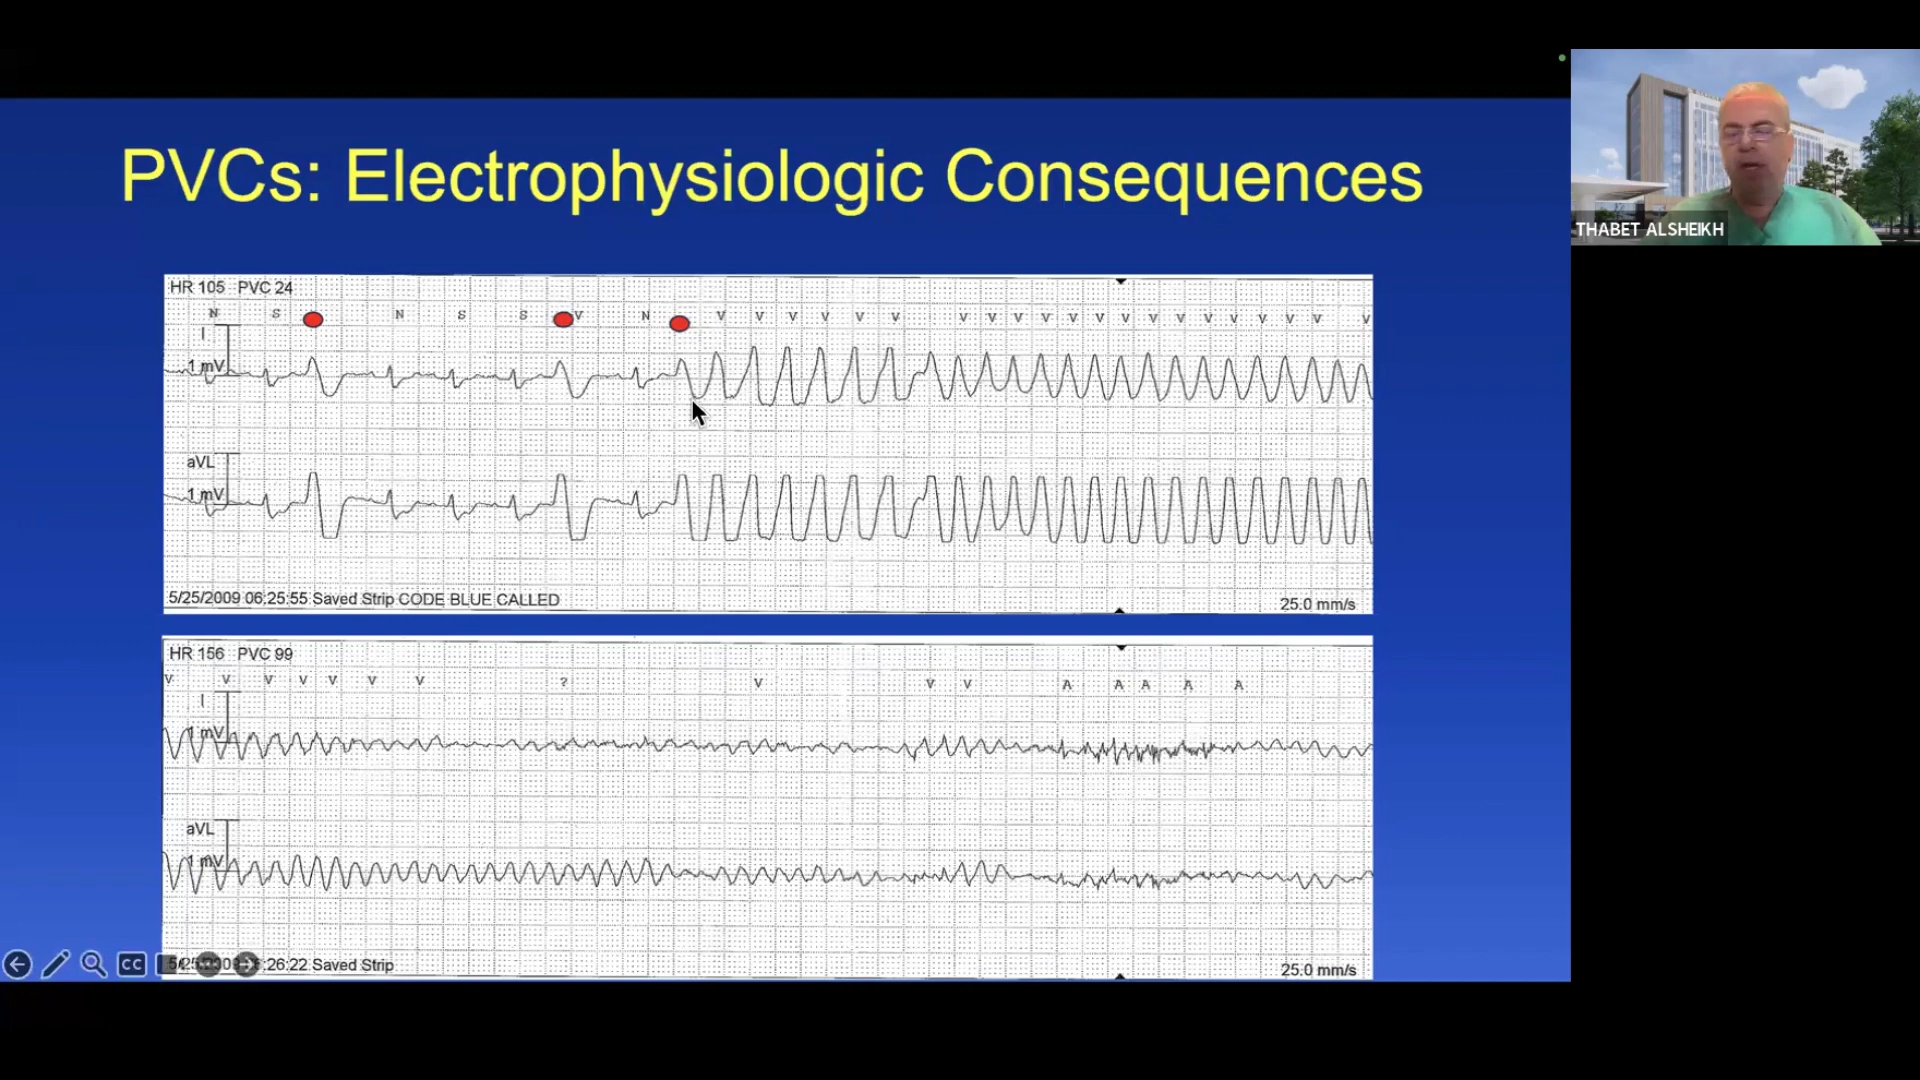 PVCs: Electrophysiologic Consequences
THABET ALSHEIKH
HR 105 PVC 24
N S N S S V N V V V V V V V V V V V V V V V V V V V V V
I
1 mV
aVL
1 mV
5/25/2009 06:25:55 Saved Strip CODE BLUE CALLED
25.0 mm/s
HR 156 PVC 99
V V V V V V V ? V V V A A A A A
I
1 mV
aVL
1 mV
:26:22 Saved Strip
25.0 mm/s
CC